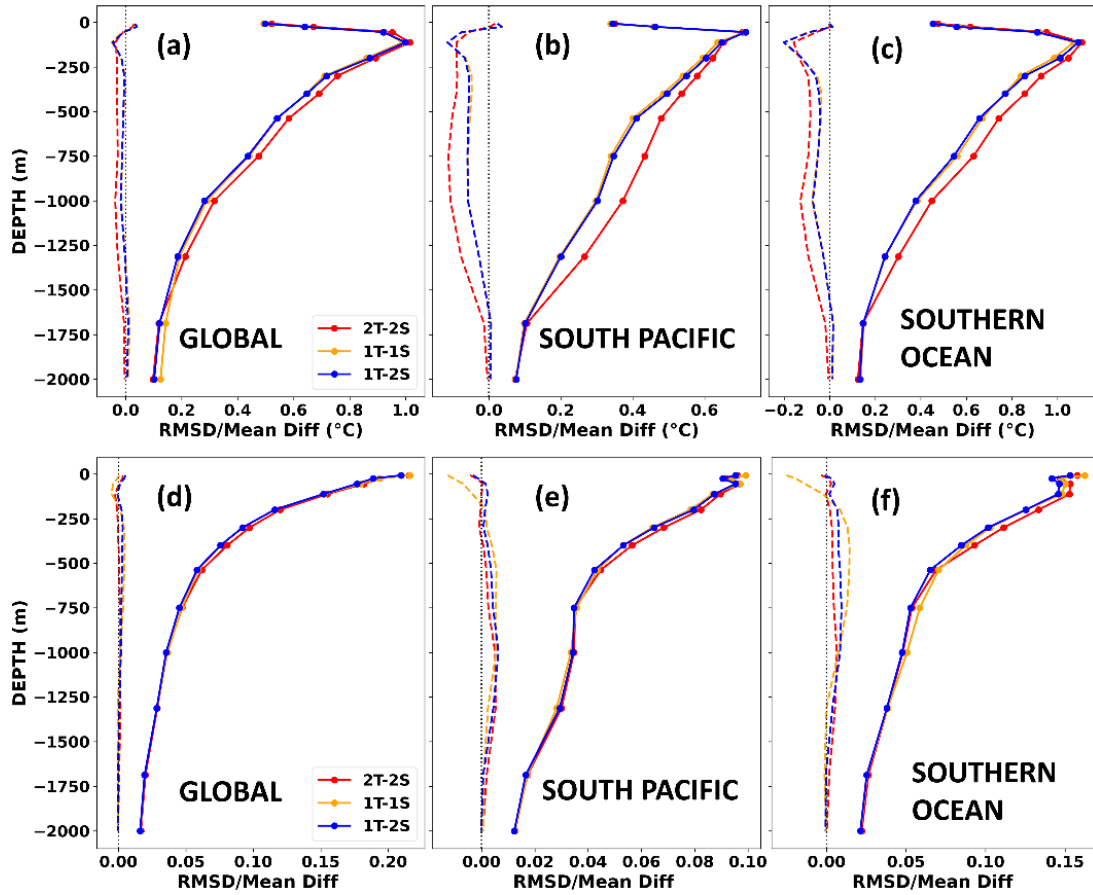 (a)
(b)
(c)
DEPTH (m)
0
−250
−500
−750
−1000
−1250
−1500
−1750
−2000
GLOBAL
2T-2S
1T-1S
1T-2S
SOUTH PACIFIC
SOUTHERN
OCEAN
0.0 0.2 0.4 0.6 0.8 1.0
RMSD/Mean Diff (°C)
0.0 0.2 0.4 0.6
RMSD/Mean Diff (°C)
−0.2 0.0 0.2 0.4 0.6 0.8 1.0
RMSD/Mean Diff (°C)
(d)
(e)
(f)
DEPTH (m)
0
−250
−500
−750
−1000
−1250
−1500
−1750
−2000
GLOBAL
2T-2S
1T-1S
1T-2S
SOUTH PACIFIC
SOUTHERN
OCEAN
0.00 0.05 0.10 0.15 0.20
RMSD/Mean Diff
0.00 0.02 0.04 0.06 0.08 0.10
RMSD/Mean Diff
0.00 0.05 0.10 0.15
RMSD/Mean Diff